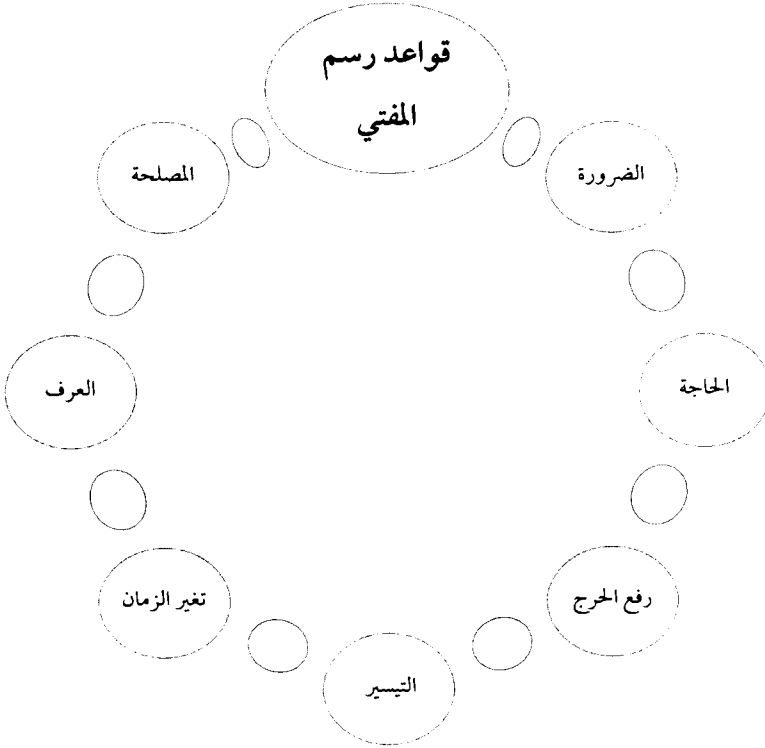 قواعد رسم
المفتي
الضرورة
المصلحة
الحاجة
العرف
رفع الحرج
تغير الزمان
التيسير